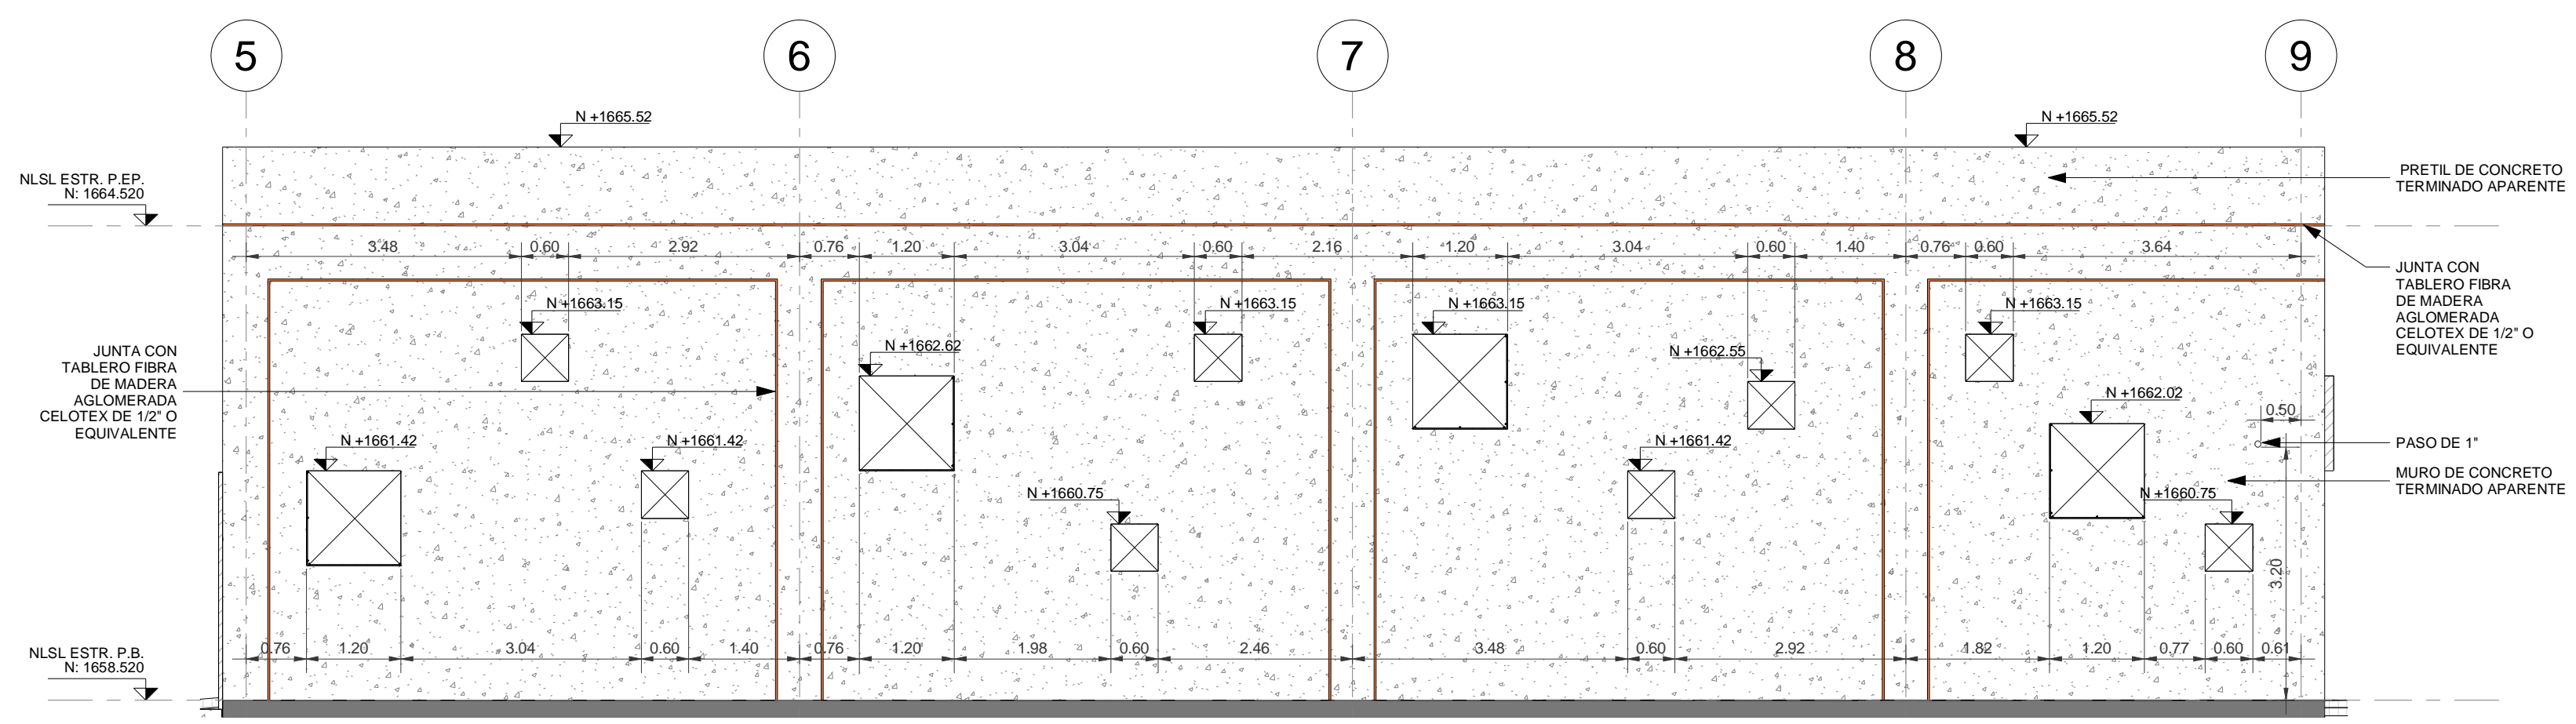 5 6 7 8 9
N +1665.52 N +1665.52
NLSL ESTR. P.EP.
N: 1664.520
PRETIL DE CONCRETO
TERMINADO APARENTE
3.48 0.60 2.92 0.76 1.20 3.04 0.60 2.16 1.20 3.04 0.60 1.40 0.76 0.60 3.64
JUNTA CON
TABLERO FIBRA
DE MADERA
AGLOMERADA
CELOTEX DE 1/2" O
EQUIVALENTE
N +1663.15 N +1663.15 N +1663.15 N +1663.15
JUNTA CON
TABLERO FIBRA
DE MADERA
AGLOMERADA
CELOTEX DE 1/2" O
EQUIVALENTE
N +1662.62 N +1662.55
N +1662.02
0.50
N +1661.42 N +1661.42 N +1661.42
PASO DE 1"
MURO DE CONCRETO
TERMINADO APARENTE
N +1660.75 N +1660.75
3.20
0.76 1.20 3.04 0.60 1.40 0.76 1.20 1.98 0.60 2.46 3.48 0.60 2.92 1.82 1.20 0.77 0.60 0.61
NLSL ESTR. P.B.
N: 1658.520